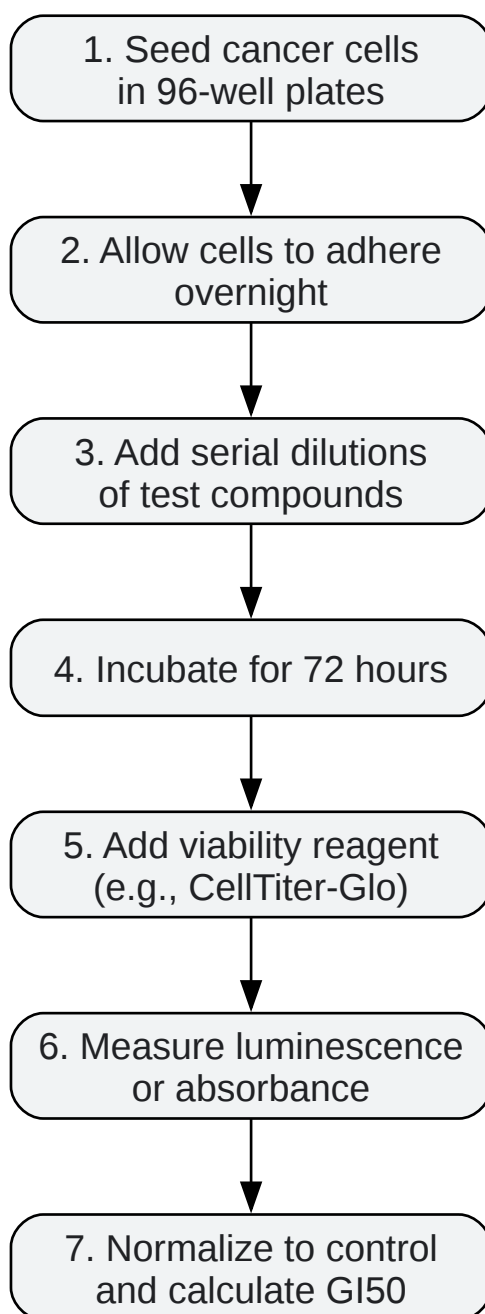 1. Seed cancer cells
in 96-well plates
2. Allow cells to adhere
overnight
3. Add serial dilutions
of test compounds
4. Incubate for 72 hours
5. Add viability reagent
(e.g., CellTiter-Glo)
6. Measure luminescence
or absorbance
7. Normalize to control
and calculate GI50